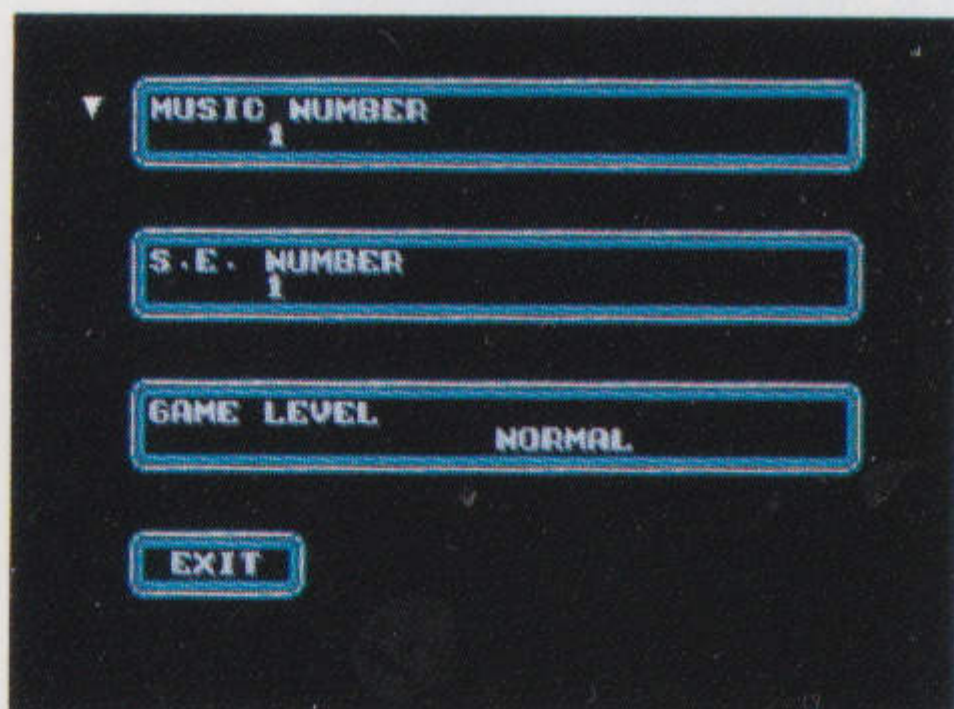 MUSIC NUMBER
1
S.E. NUMBER
1
GAME LEVEL
NORMAL
EXIT